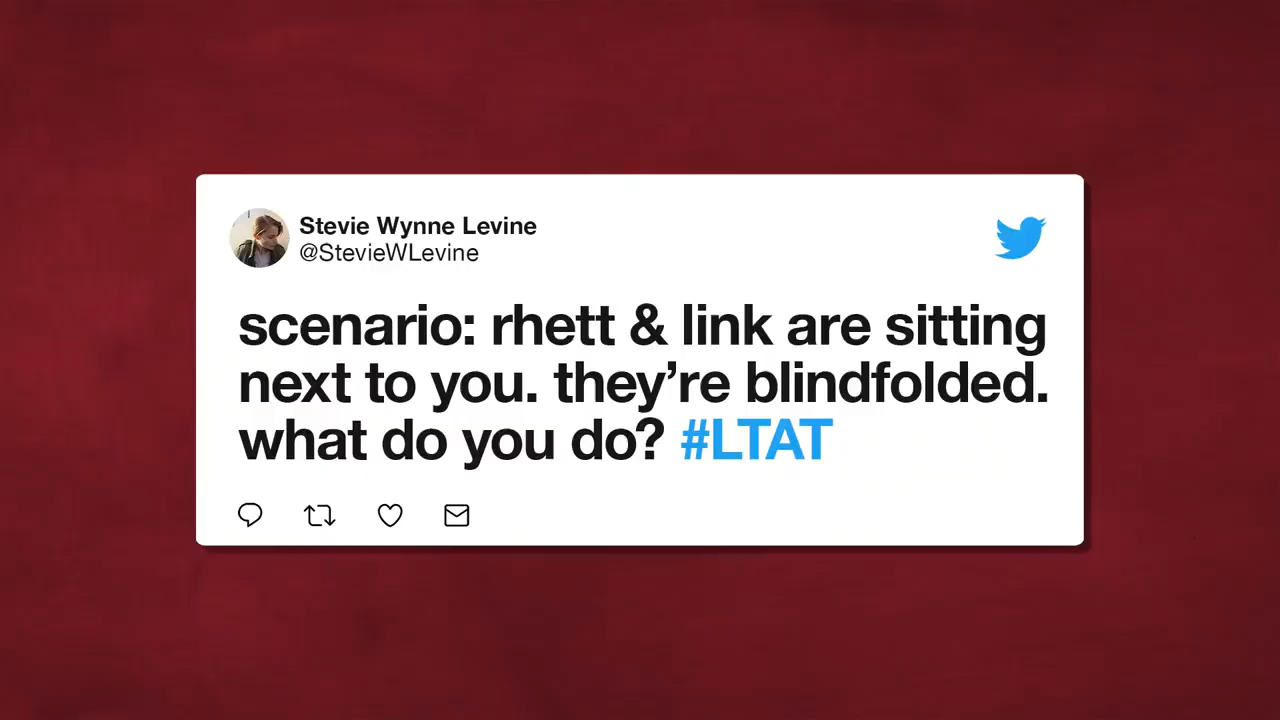 Stevie Wynne Levine
@StevieWLevine
scenario: rhett & link are sitting
next to you. they’re blindfolded.
what do you do? #LTAT